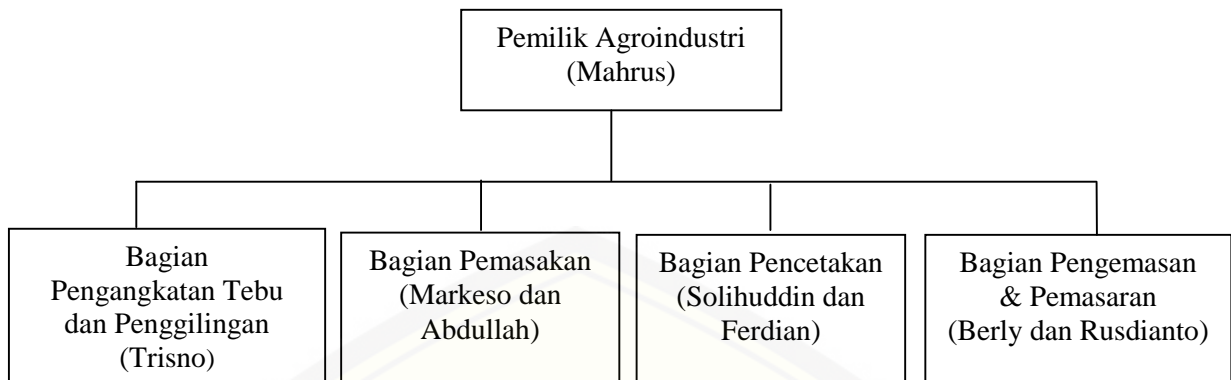 Pemilik Agroindustri
(Mahrus)
Bagian
Pengangkatan Tebu
dan Penggilingan
(Trisno)
Bagian Pemasakan
(Markeso dan
Abdullah)
Bagian Pencetakan
(Solihuddin dan
Ferdian)
Bagian Pengemasan
& Pemasaran
(Berly dan Rusdianto)